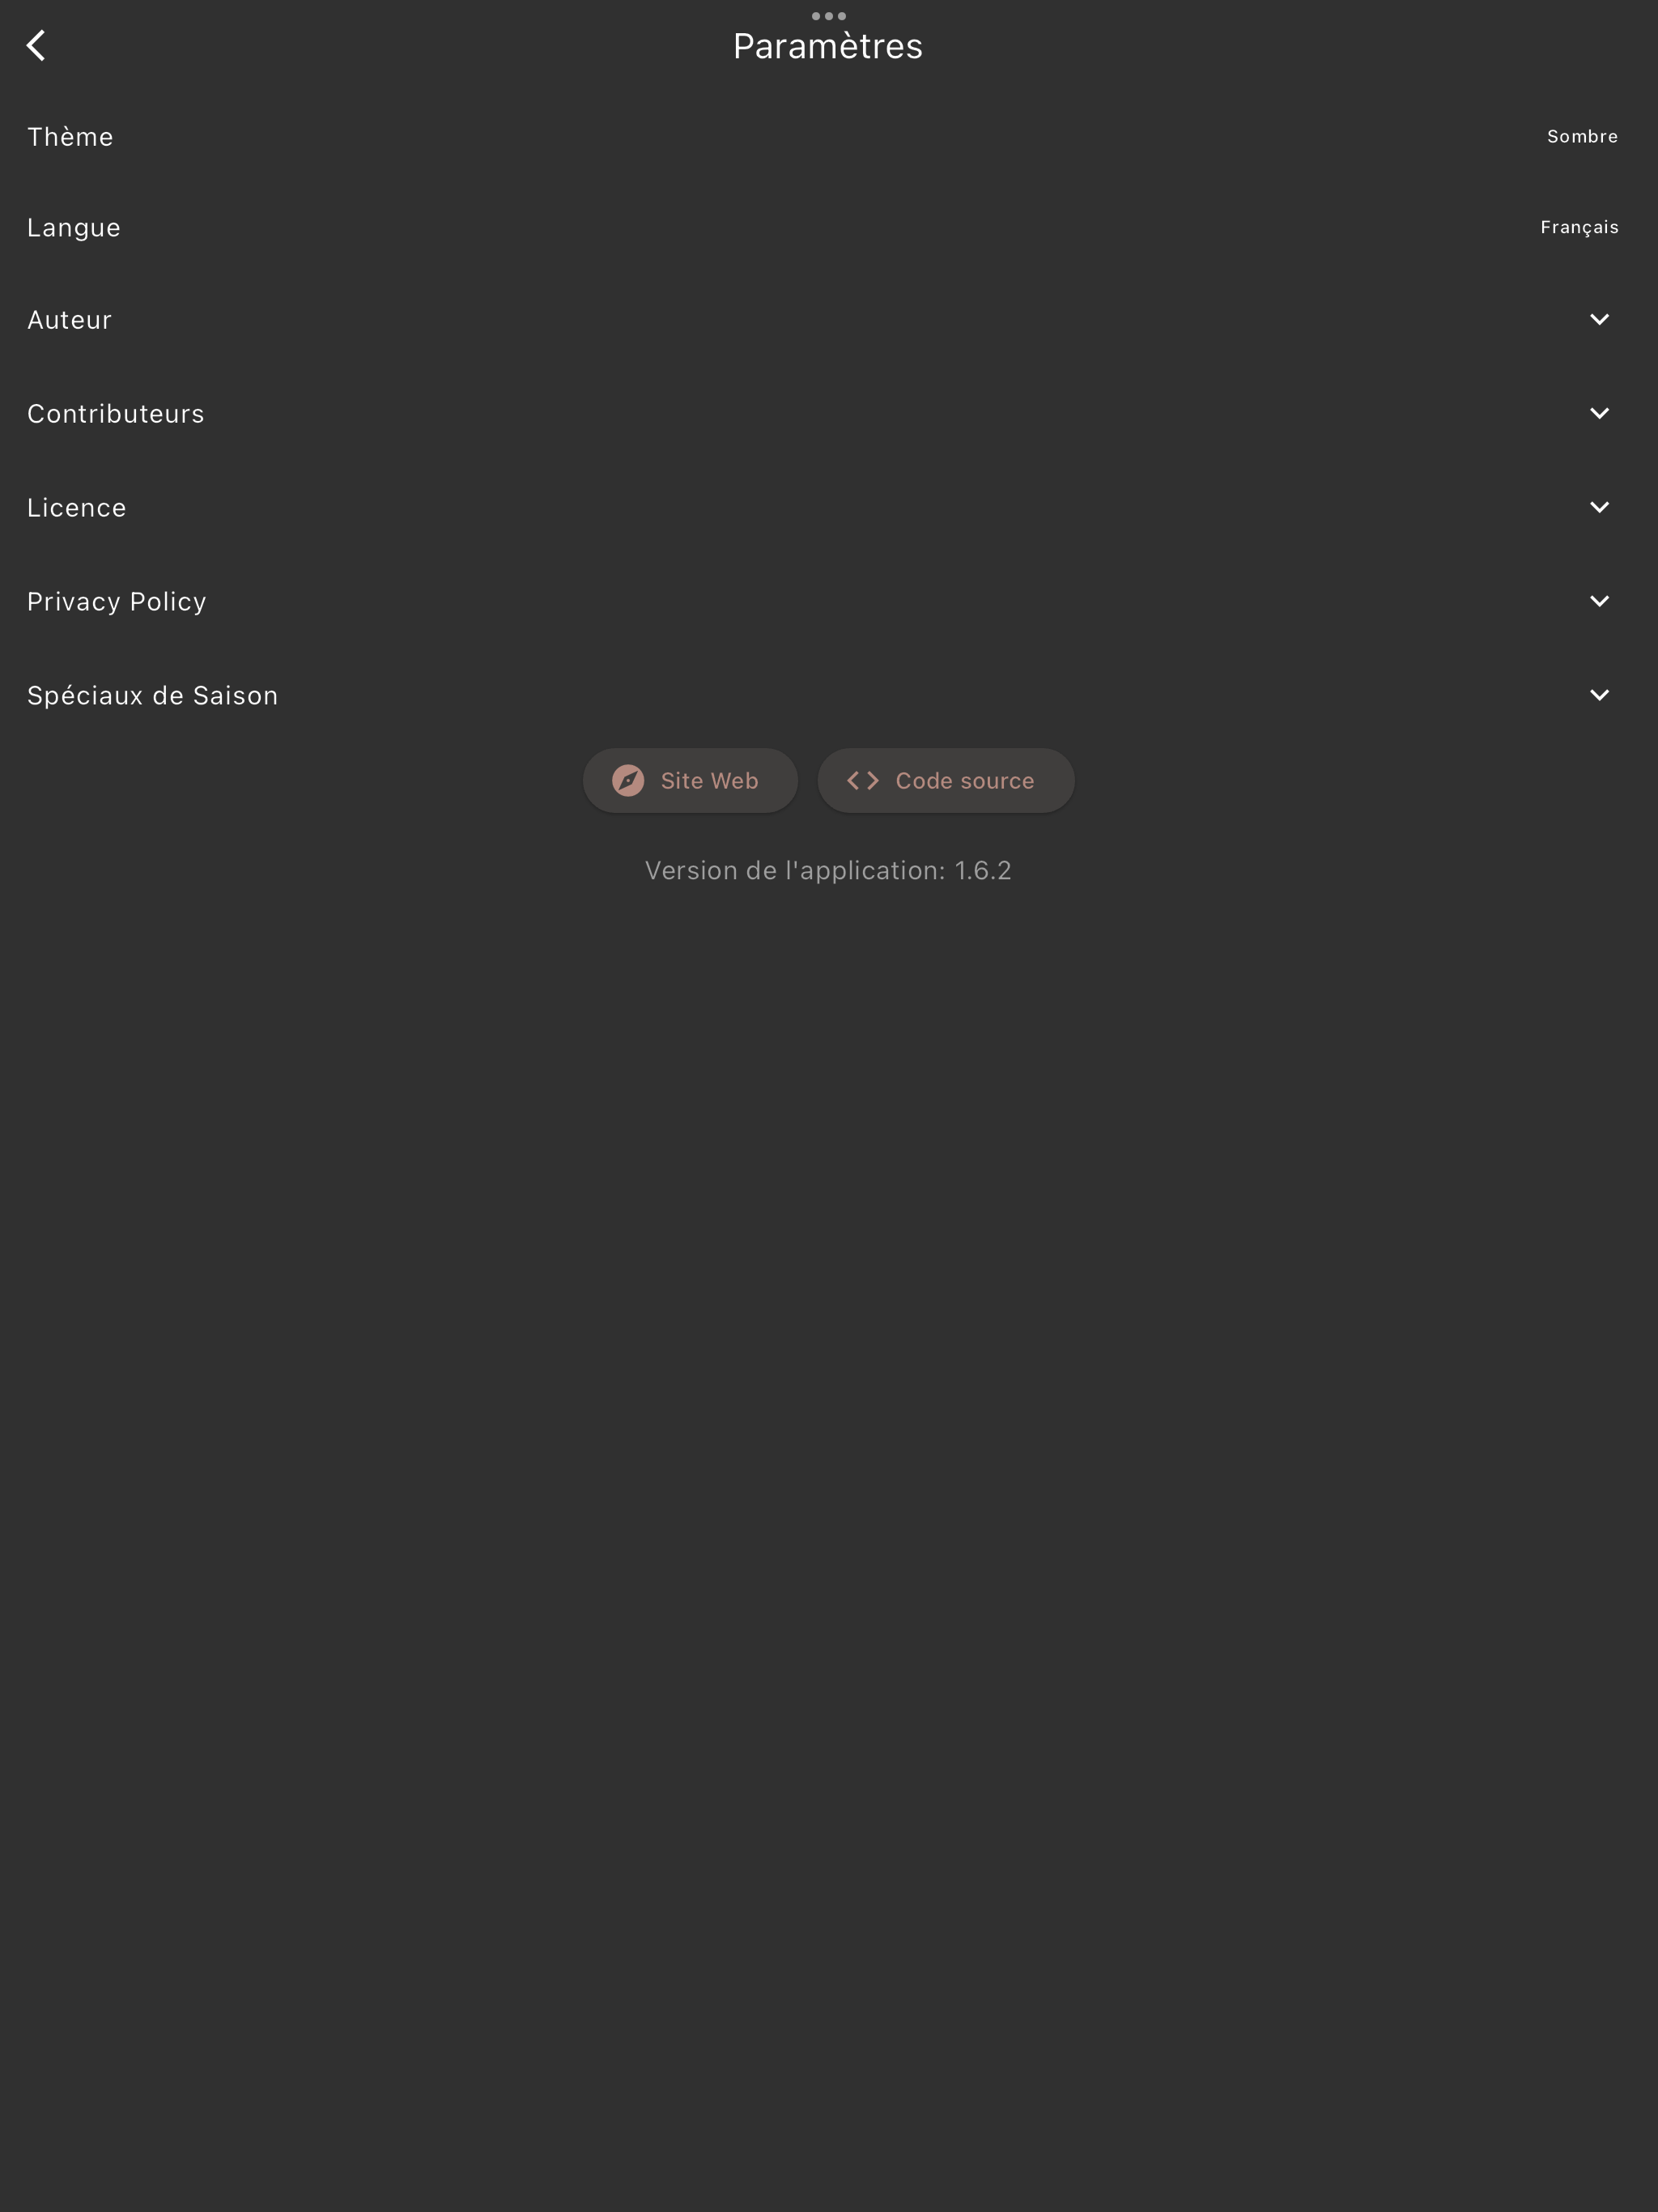 Paramètres
Thème Sombre
Langue Français
Auteur
Contributeurs
Licence
Privacy Policy
Spéciaux de Saison
Site Web Code source
Version de l'application: 1.6.2